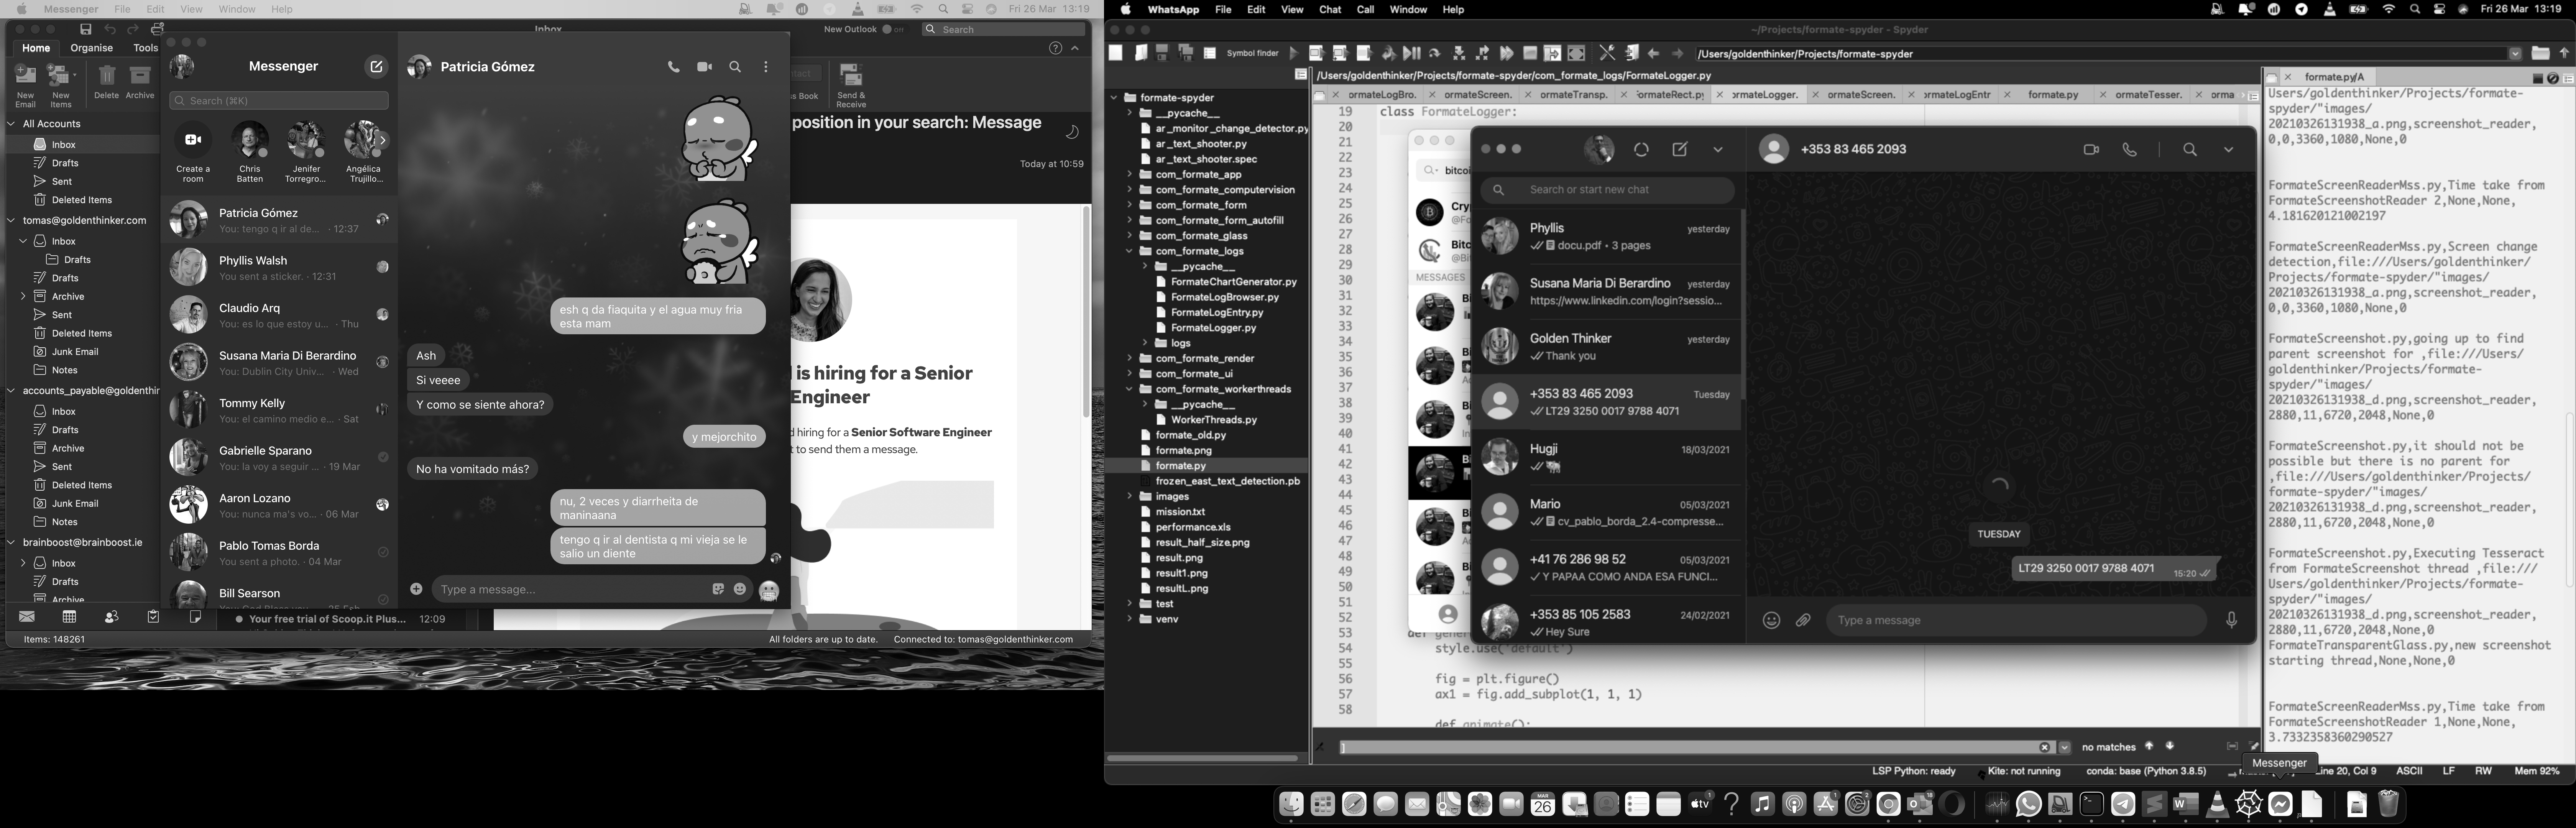 Messenger File Edit View Window Help
Fri 26 Mar 13:19
Inbox
New Outlook
Search
Home Organise Tools
New Email
New Items
Delete
Archive
Send & Receive
All Accounts
Inbox
Drafts
Sent
Deleted Items
tomas@goldenthinker.com
Inbox
Drafts
Drafts
Archive
Sent
Deleted Items
Junk Email
Notes
accounts_payable@goldenthin
Inbox
Drafts
Archive
Sent
Deleted Items
Junk Email
Notes
brainboost@brainboost.ie
Inbox
Drafts
Archive
Items: 148261
All folders are up to date.
Connected to: tomas@goldenthinker.com
Messenger
Search (⌘K)
Create a room
Chris Batten
Jenifer Torregro...
Angélica Trujillo...
Patricia Gómez
You: tengo q ir al de... · 12:37
Phyllis Walsh
You sent a sticker. · 12:31
Claudio Arq
You: es lo que estoy u... · Thu
Susana Maria Di Berardino
You: Dublin City Univ... · Wed
Tommy Kelly
You: el camino medio e... · Sat
Gabrielle Sparano
You: la voy a seguir ... · 19 Mar
Aaron Lozano
You: nunca ma's vo... · 06 Mar
Pablo Tomas Borda
You sent a photo. · 04 Mar
Bill Searson
Patricia Gómez
esh q da fiaquita y el agua muy fria
esta mam
Ash
Si veeee
Y como se siente ahora?
y mejorchito
No ha vomitado más?
nu, 2 veces y diarrheita de
maninaana
tengo q ir al dentista q mi vieja se le
salio un diente
Type a message...
position in your search: Message
Today at 10:59
is hiring for a Senior
Engineer
d hiring for a Senior Software Engineer
t to send them a message.
Your free trial of Scoop.it Plus... 12:09
WhatsApp File Edit View Chat Call Window Help
Fri 26 Mar 13:19
~/Projects/formate-spyder - Spyder
Symbol finder
/Users/goldenthinker/Projects/formate-spyder
/Users/goldenthinker/Projects/formate-spyder/com_formate_logs/FormateLogger.py
ormateLogBro.
ormateScreen.
ormateTransp.
ormateRect.py
ormateLogger.
ormateScreen.
ormateLogEntr
formate.py
ormateTesser.
orma
formate-spyder
__pycache__
ar_monitor_change_detector.py
ar_text_shooter.py
ar_text_shooter.spec
com_formate_app
com_formate_computervision
com_formate_form
com_formate_form_autofill
com_formate_glass
com_formate_logs
__pycache__
FormateChartGenerator.py
FormateLogBrowser.py
FormateLogEntry.py
FormateLogger.py
logs
com_formate_render
com_formate_ui
com_formate_workerthreads
__pycache__
WorkerThreads.py
formate_old.py
formate.png
formate.py
frozen_east_text_detection.pb
images
mission.txt
performance.xls
result_half_size.png
result.png
result1.png
resultL.png
test
venv
19 class FormateLogger:
20
21
22
23
24
25
26
27
28
29
30
31
32
33
34
35
36
37
38
39
40
41
42
43
44
45
46
47
48
49
50
51
52
53
54 style.use('default')
55
56 fig = plt.figure()
57 ax1 = fig.add_subplot(1, 1, 1)
58
def animate():
bitcoi
Cry
@Fo
Bitc
@Bi
MESSAGES
Search or start new chat
Phyllis yesterday
docu.pdf • 3 pages
Susana Maria Di Berardino yesterday
https://www.linkedin.com/login?sessio...
Golden Thinker yesterday
Thank you
+353 83 465 2093 Tuesday
LT29 3250 0017 9788 4071
Hugji 18/03/2021
Mario 05/03/2021
cv_pablo_borda_2.4-compresse...
+41 76 286 98 52 05/03/2021
Y PAPAA COMO ANDA ESA FUNCI...
+353 85 105 2583 24/02/2021
Hey Sure
+353 83 465 2093
TUESDAY
LT29 3250 0017 9788 4071 15:20
Type a message
]
no matches
LSP Python: ready
Kite: not running
conda: base (Python 3.8.5)
Line 20, Col 9
ASCII
LF
RW
Mem 92%
Messenger
formate.py/A
Users/goldenthinker/Projects/formate-
spyder/"images/
20210326131938_a.png,screenshot_reader,
0,0,3360,1080,None,0
FormateScreenReaderMss.py,Time take from
FormateScreenshotReader 2,None,None,
4.181620121002197
FormateScreenReaderMss.py,Screen change
detection,file:///Users/goldenthinker/
Projects/formate-spyder/"images/
20210326131938_a.png,screenshot_reader,
0,0,3360,1080,None,0
FormateScreenshot.py,going up to find
parent screenshot for ,file:///Users/
goldenthinker/Projects/formate-
spyder/"images/
20210326131938_d.png,screenshot_reader,
2880,11,6720,2048,None,0
FormateScreenshot.py,it should not be
possible but there is no parent for
,file:///Users/goldenthinker/Projects/
formate-spyder/"images/
20210326131938_d.png,screenshot_reader,
2880,11,6720,2048,None,0
FormateScreenshot.py,Executing Tesseract
from FormateScreenshot thread ,file:///
Users/goldenthinker/Projects/formate-
spyder/"images/
20210326131938_d.png,screenshot_reader,
2880,11,6720,2048,None,0
FormateTransparentGlass.py,new screenshot
starting thread,None,None,0
FormateScreenReaderMss.py,Time take from
FormateScreenshotReader 1,None,None,
3.7332358360290527